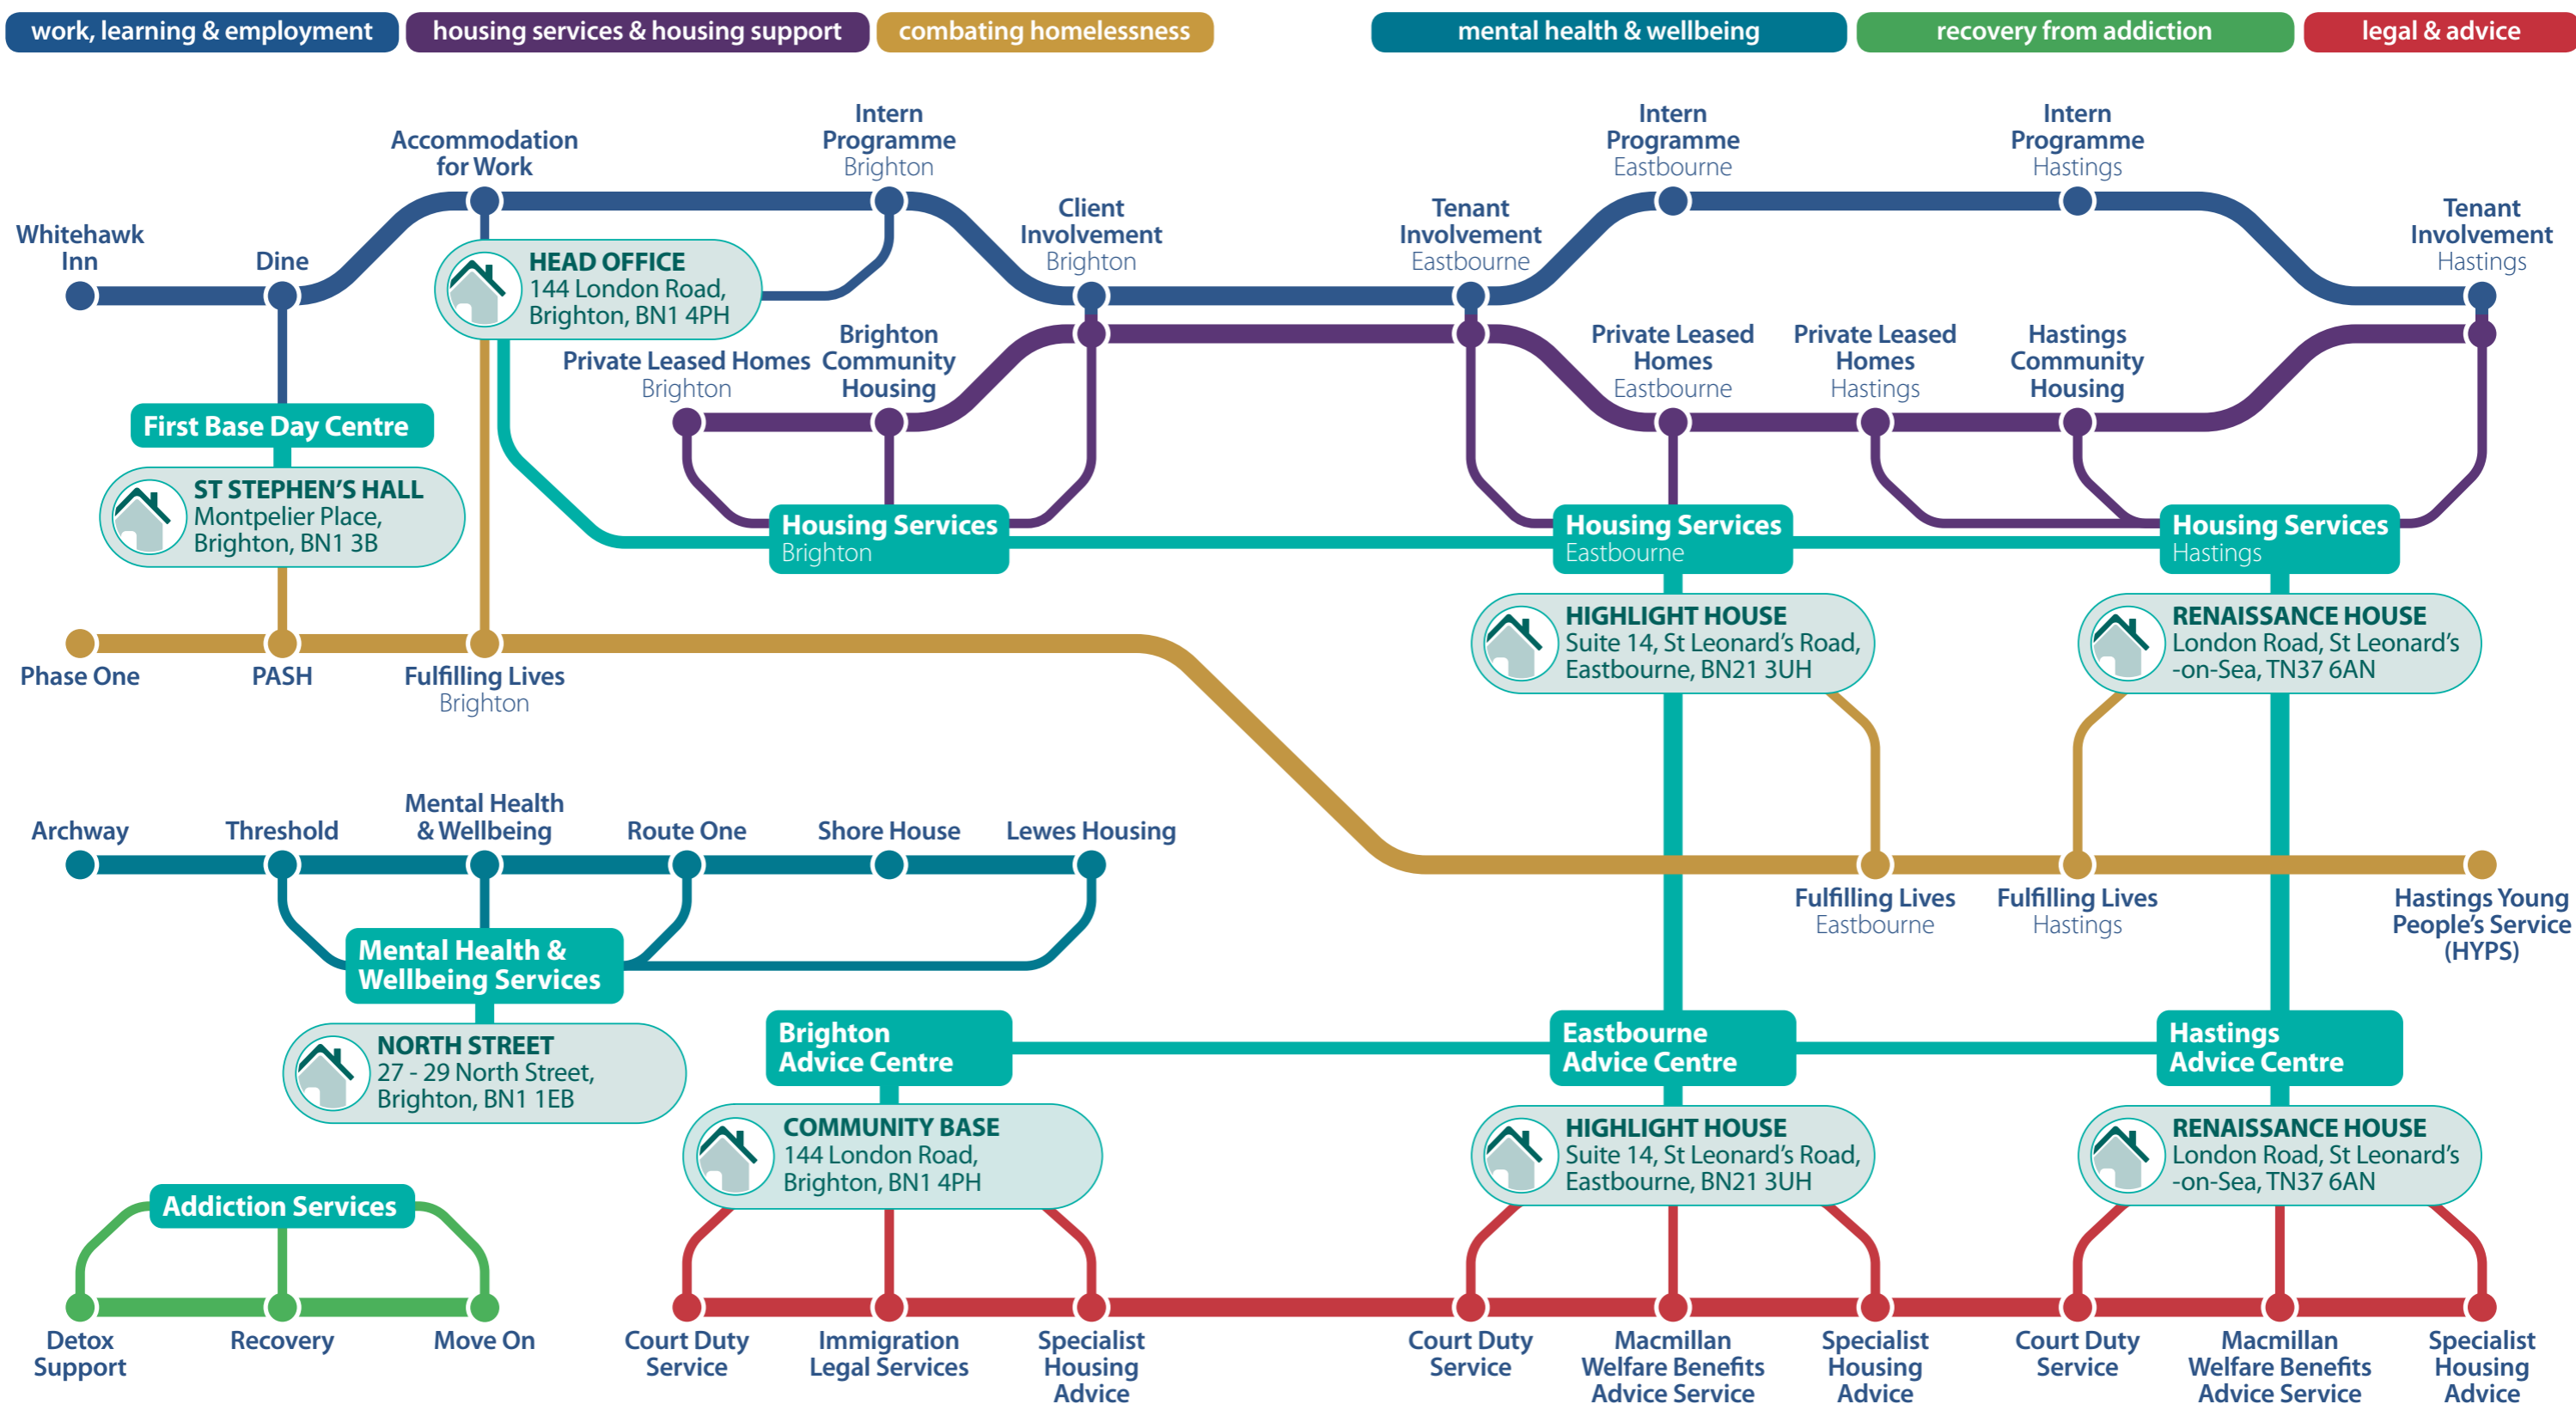 work, learning & employment
housing services & housing support
combating homelessness
mental health & wellbeing
recovery from addiction
legal & advice
Whitehawk
Inn
Dine
Accommodation
for Work
Intern
Programme
Brighton
Client
Involvement
Brighton
Tenant
Involvement
Eastbourne
Intern
Programme
Eastbourne
Intern
Programme
Hastings
Tenant
Involvement
Hastings
HEAD OFFICE
144 London Road,
Brighton, BN1 4PH
Private Leased Homes
Brighton
Brighton
Community
Housing
Private Leased
Homes
Eastbourne
Private Leased
Homes
Hastings
Hastings
Community
Housing
First Base Day Centre
ST STEPHEN'S HALL
Montpelier Place,
Brighton, BN1 3B
Housing Services
Brighton
Housing Services
Eastbourne
Housing Services
Hastings
HIGHLIGHT HOUSE
Suite 14, St Leonard's Road,
Eastbourne, BN21 3UH
RENAISSANCE HOUSE
London Road, St Leonard's
-on-Sea, TN37 6AN
Phase One
PASH
Fulfilling Lives
Brighton
Archway
Threshold
Mental Health
& Wellbeing
Route One
Shore House
Lewes Housing
Fulfilling Lives
Eastbourne
Fulfilling Lives
Hastings
Hastings Young
People's Service
(HYPS)
Mental Health &
Wellbeing Services
NORTH STREET
27 - 29 North Street,
Brighton, BN1 1EB
Brighton
Advice Centre
Eastbourne
Advice Centre
Hastings
Advice Centre
COMMUNITY BASE
144 London Road,
Brighton, BN1 4PH
HIGHLIGHT HOUSE
Suite 14, St Leonard's Road,
Eastbourne, BN21 3UH
RENAISSANCE HOUSE
London Road, St Leonard's
-on-Sea, TN37 6AN
Addiction Services
Detox
Support
Recovery
Move On
Court Duty
Service
Immigration
Legal Services
Specialist
Housing
Advice
Court Duty
Service
Macmillan
Welfare Benefits
Advice Service
Specialist
Housing
Advice
Court Duty
Service
Macmillan
Welfare Benefits
Advice Service
Specialist
Housing
Advice